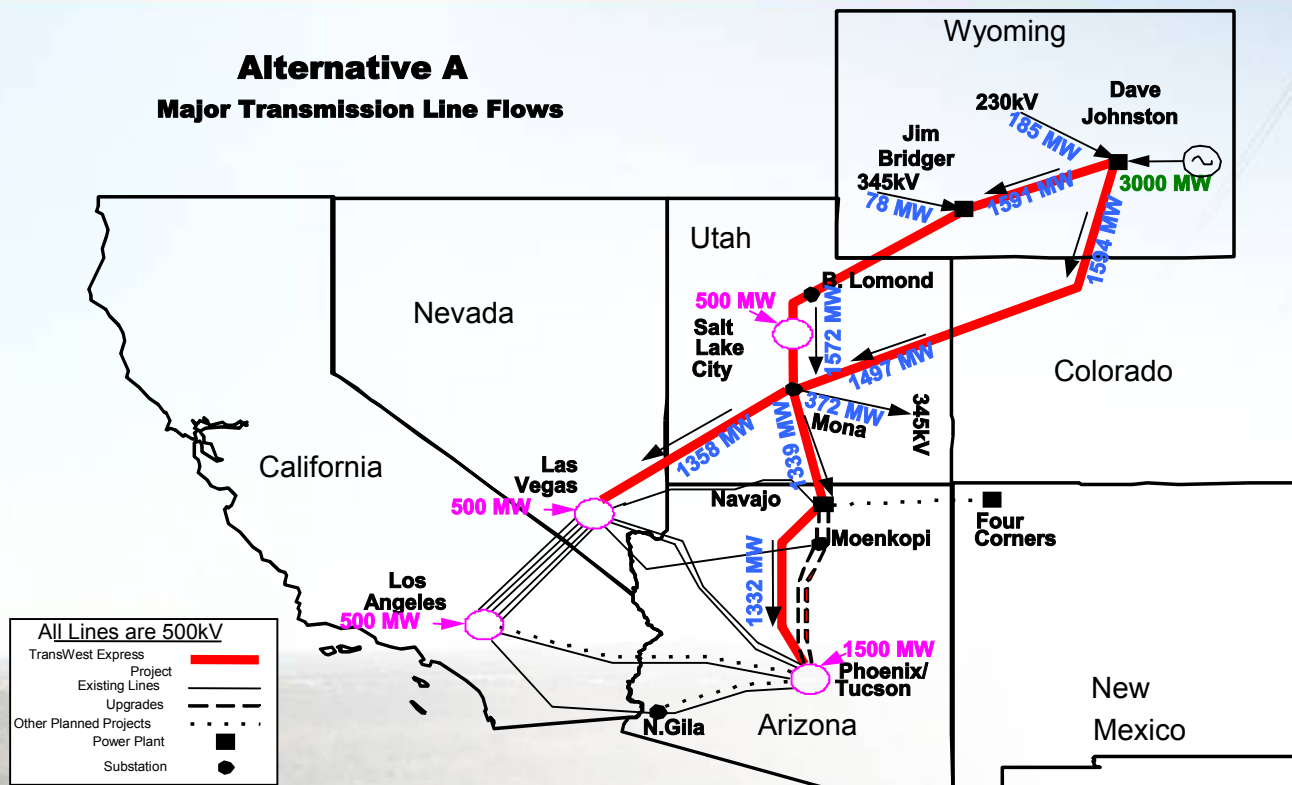 Alternative A
Major Transmission Line Flows
Wyoming
230kV
185 MW
Dave
Johnston
3000 MW
Jim
Bridger
345kV
78 MW
1591 MW
1594 MW
Utah
B. Lomond
500 MW
Salt
Lake
City
1572 MW
1497 MW
Colorado
372 MW
345kV
Mona
1339 MW
1358 MW
Nevada
California
Las
Vegas
500 MW
Navajo
Moenkopi
Four
Corners
1332 MW
Los
Angeles
500 MW
1500 MW
Phoenix/
Tucson
N.Gila
Arizona
New
Mexico
All Lines are 500kV
TransWest Express
Project
Existing Lines
Upgrades
Other Planned Projects
Power Plant
Substation